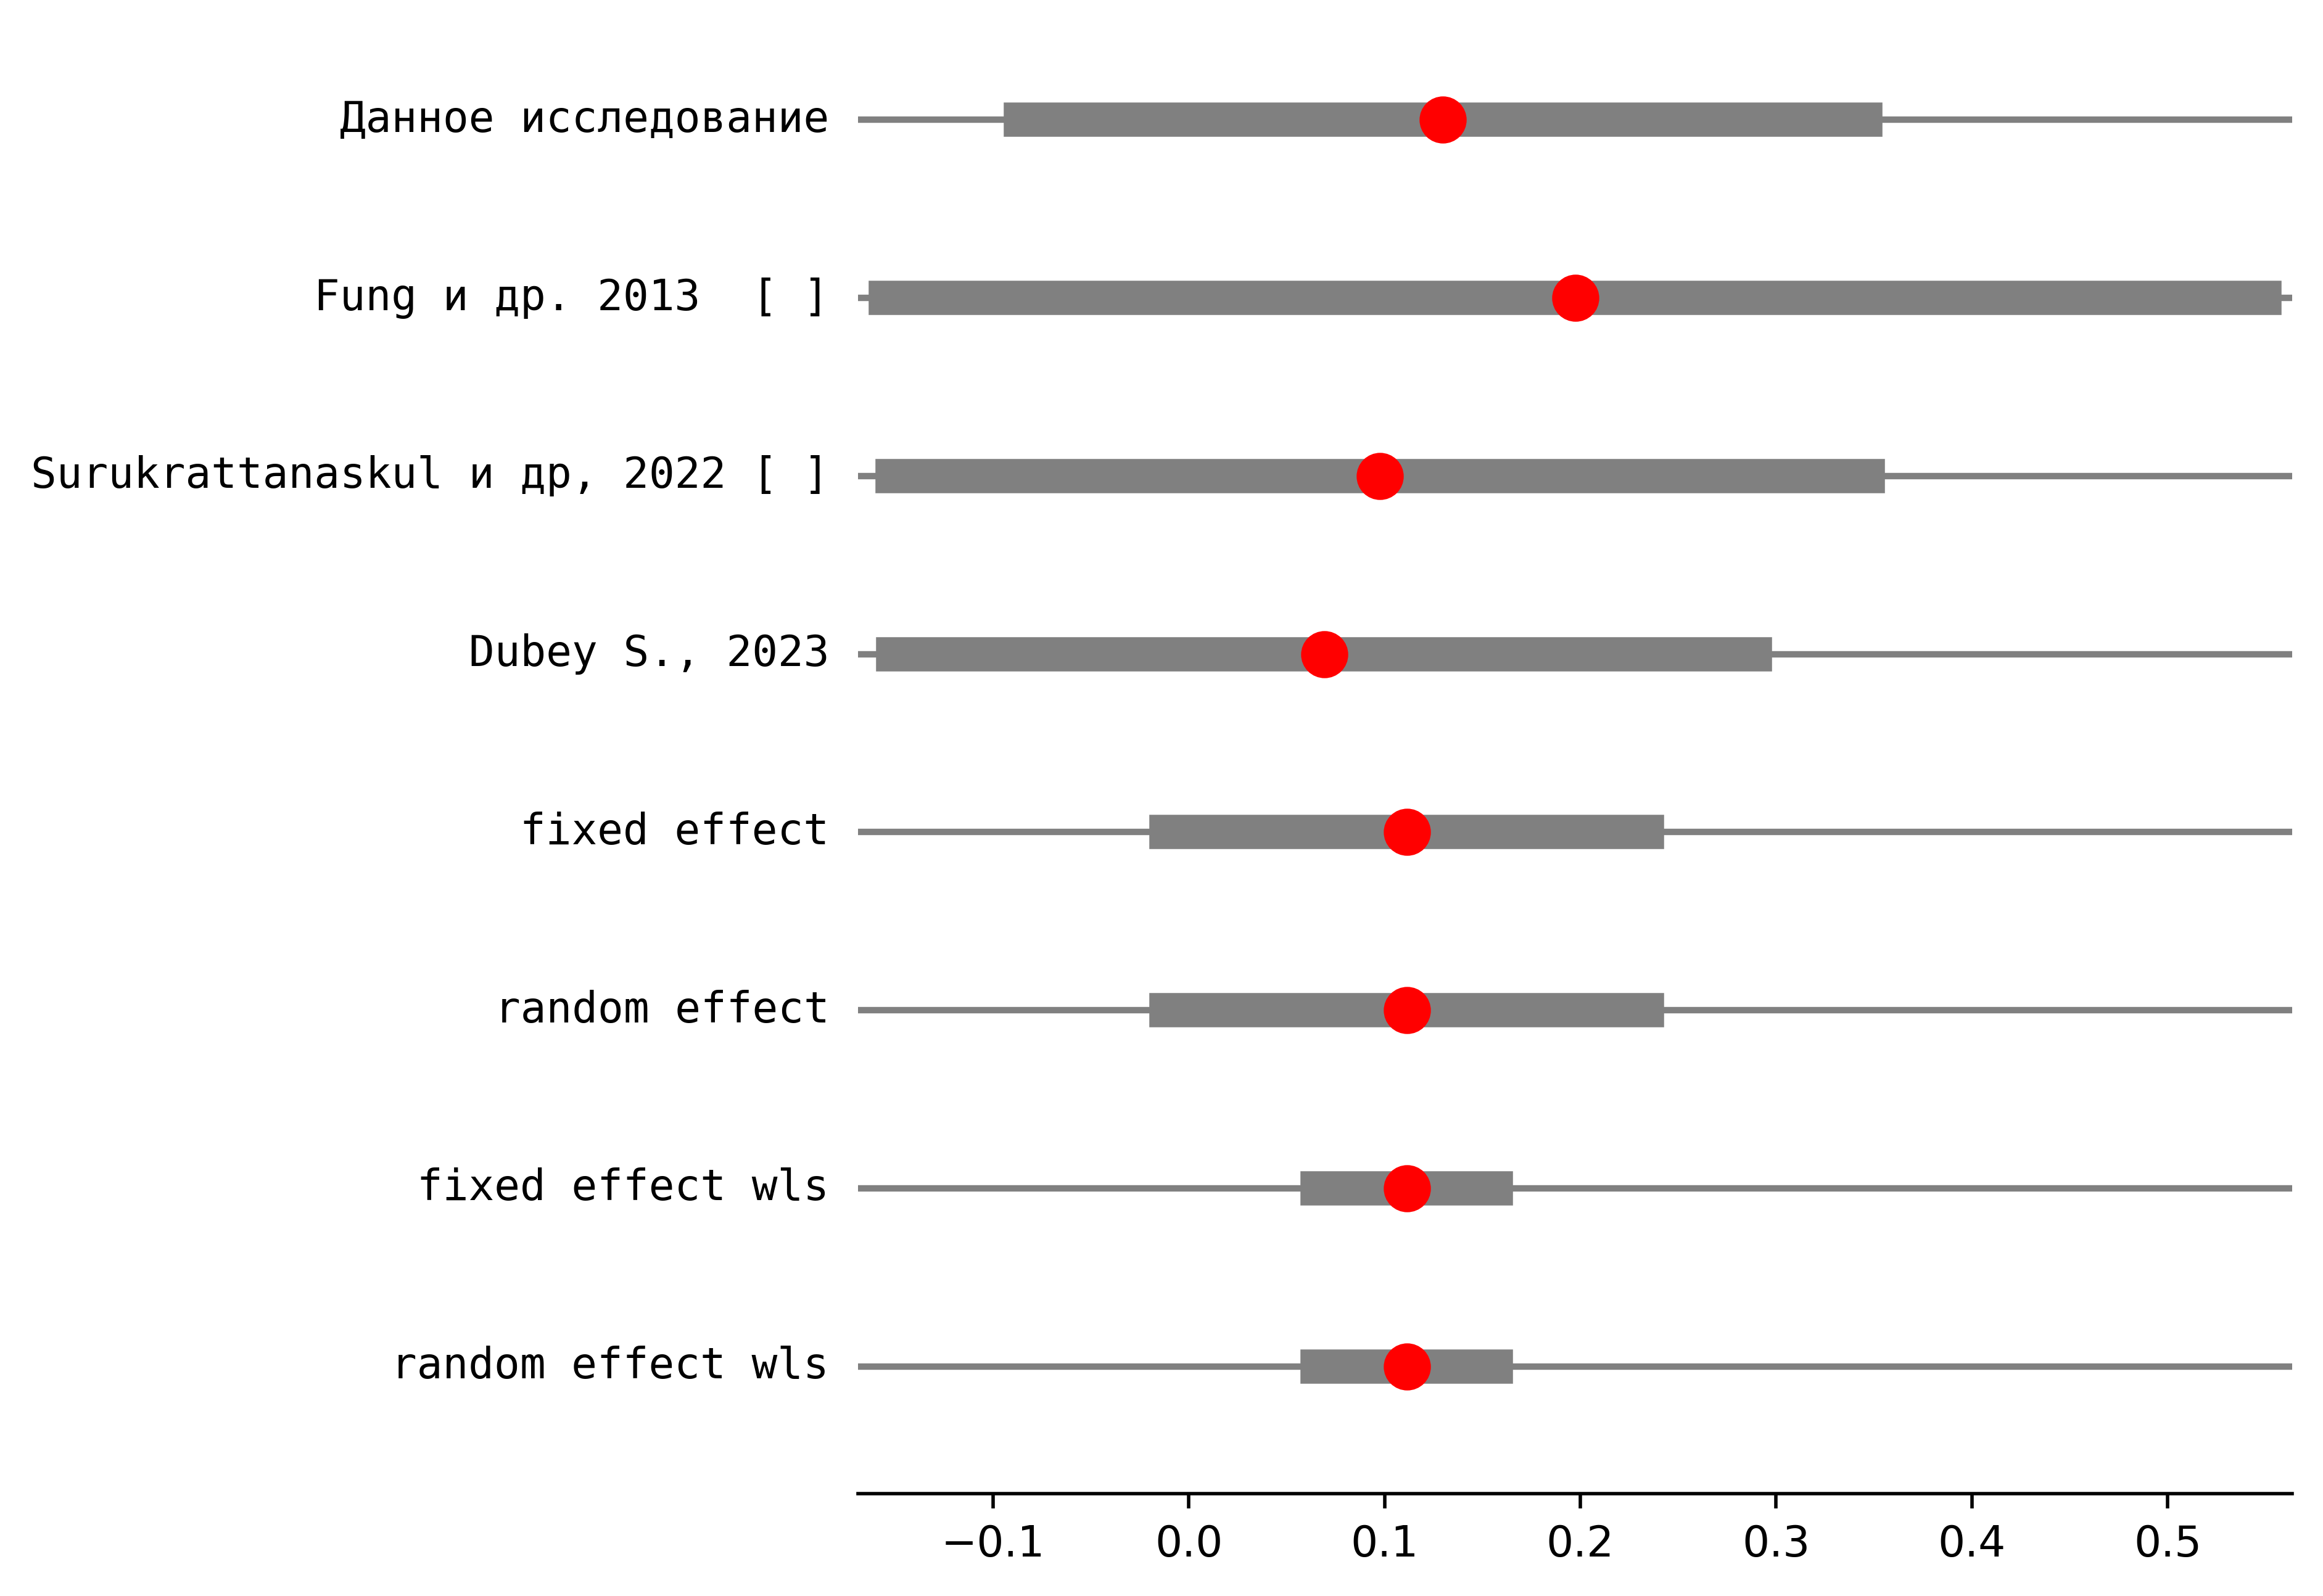 Данное исследование
Fung и др. 2013  [ ]
Surukrattanaskul и др, 2022 [ ]
Dubey S., 2023
fixed effect
random effect
fixed effect wls
random effect wls
−0.1 0.0 0.1 0.2 0.3 0.4 0.5